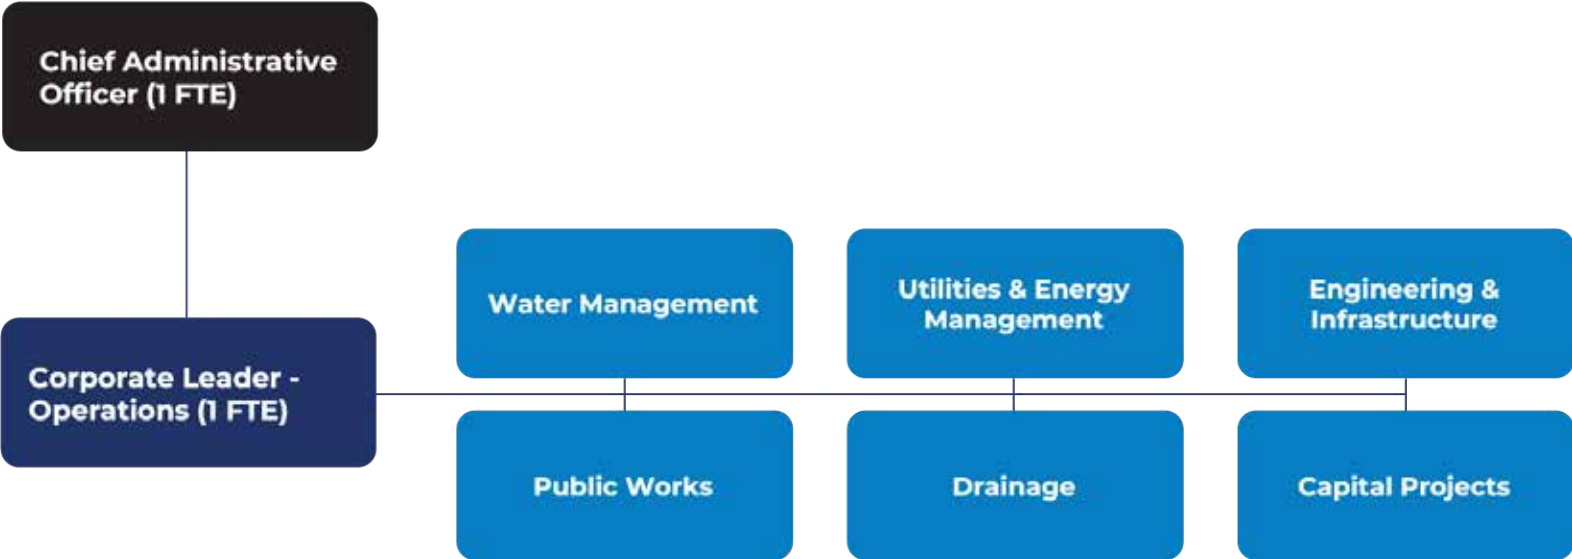 Chief Administrative
Officer (1 FTE)
Water Management
Utilities & Energy
Management
Engineering &
Infrastructure
Corporate Leader -
Operations (1 FTE)
Public Works
Drainage
Capital Projects